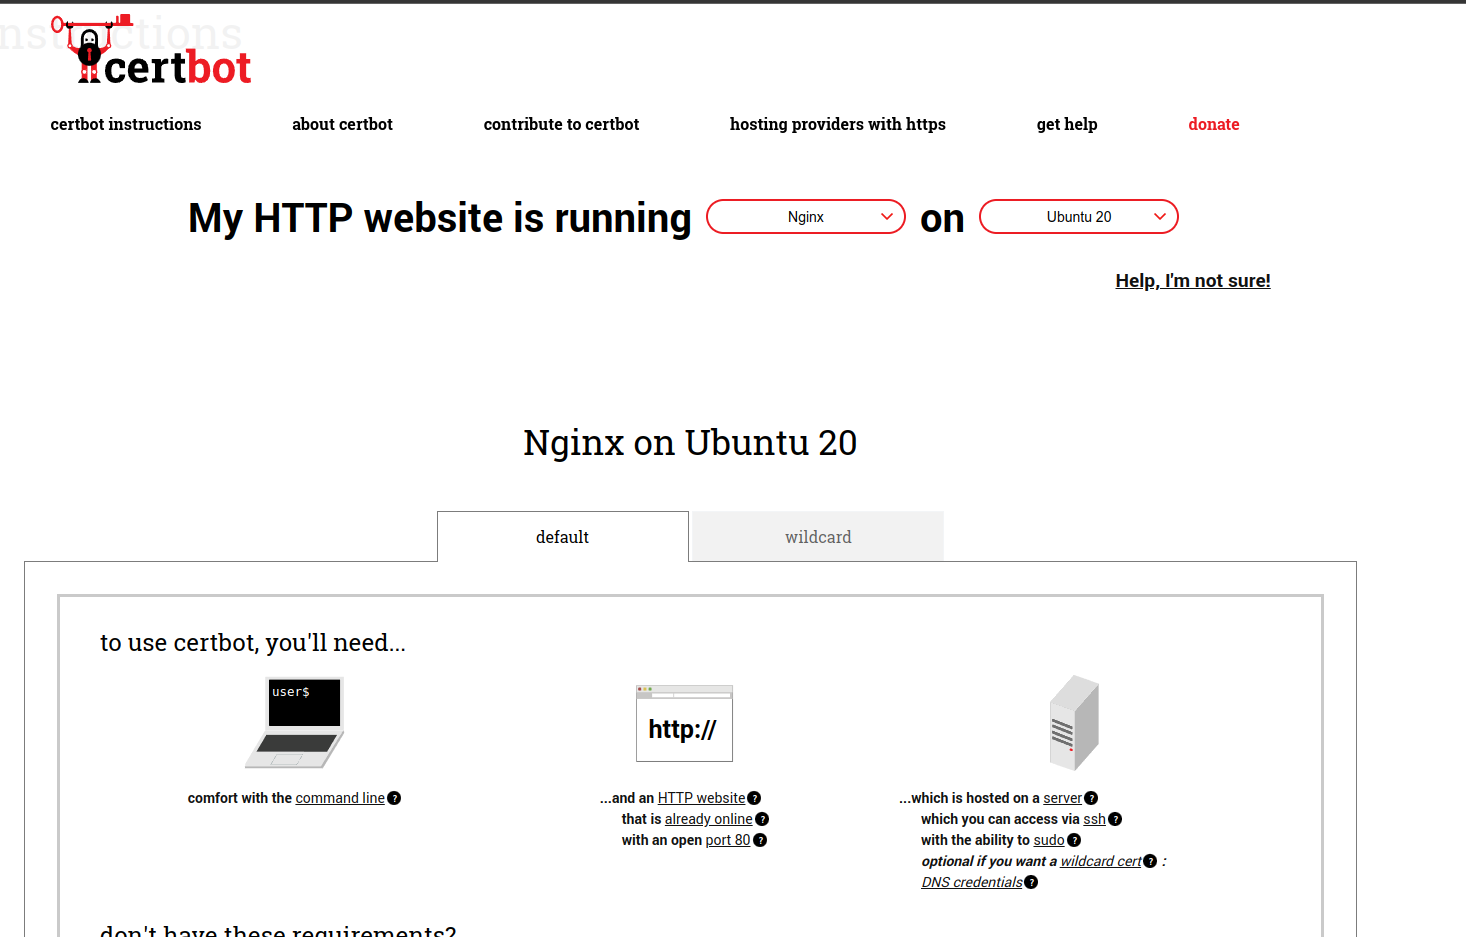 nstructions
certbot
certbot instructions about certbot contribute to certbot hosting providers with https get help donate
My HTTP website is running Nginx on Ubuntu 20
Help, I'm not sure!
Nginx on Ubuntu 20
default wildcard
to use certbot, you'll need...
user$
http://
comfort with the command line ?
...and an HTTP website ?
that is already online ?
with an open port 80 ?
...which is hosted on a server ?
which you can access via ssh ?
with the ability to sudo ?
optional if you want a wildcard cert ? :
DNS credentials ?
don't have these requirements?